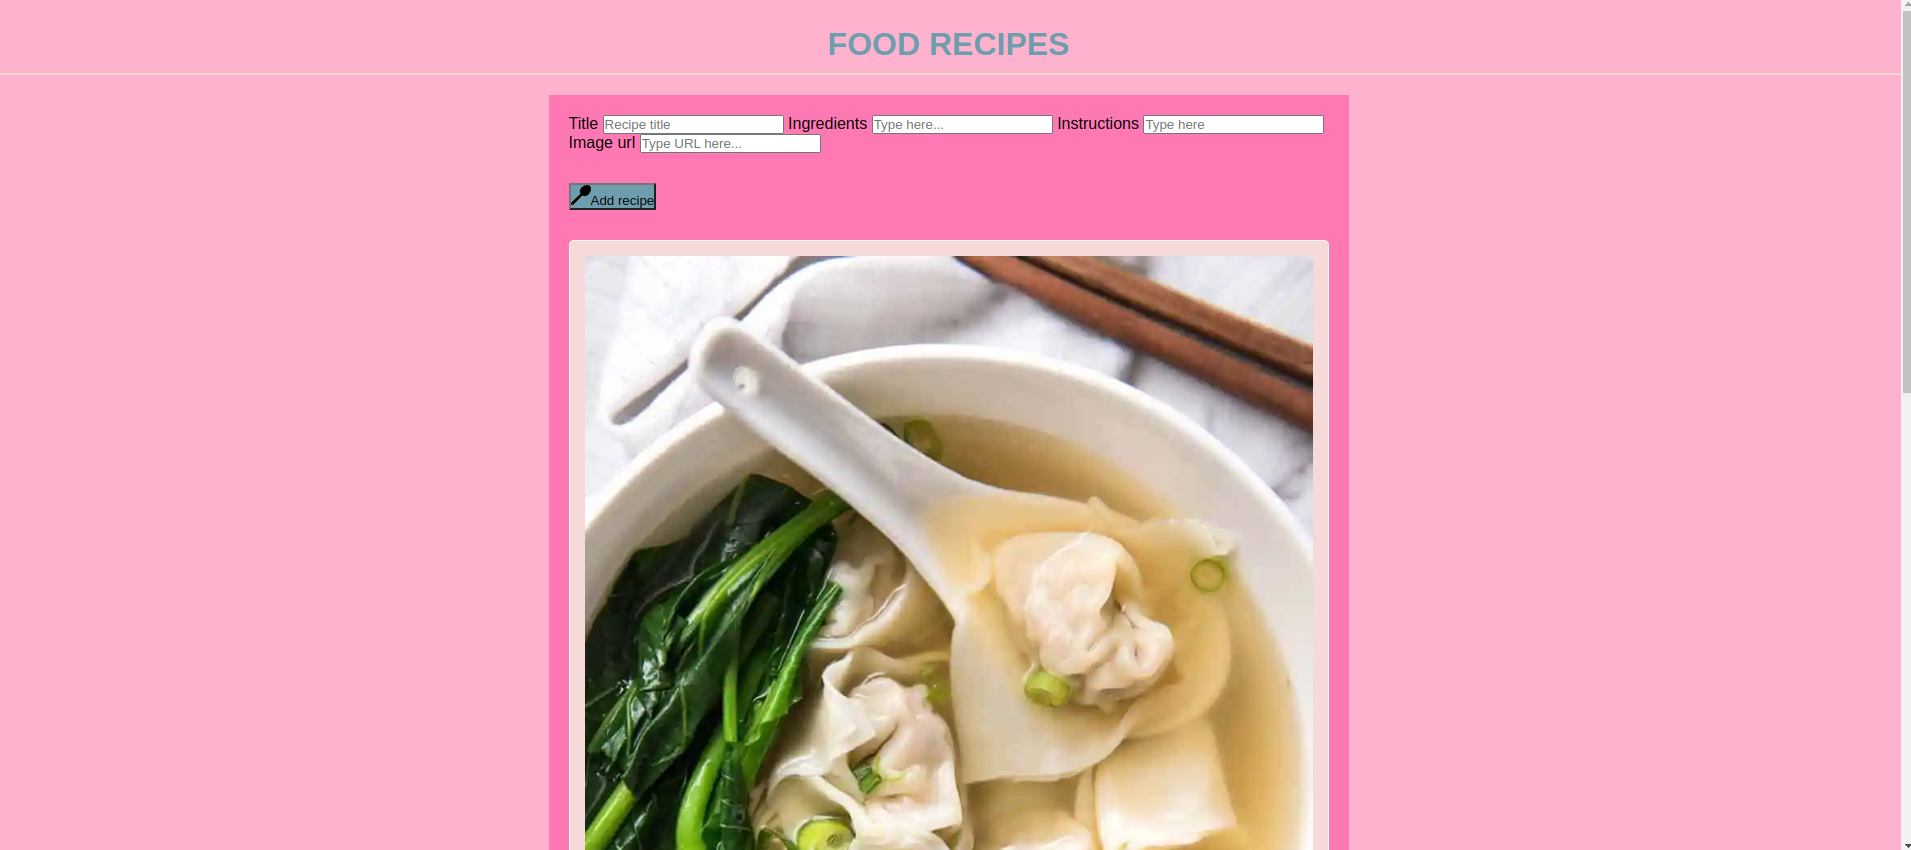 FOOD RECIPES
Title Recipe title Ingredients Type here... Instructions Type here
Image url Type URL here...
Add recipe